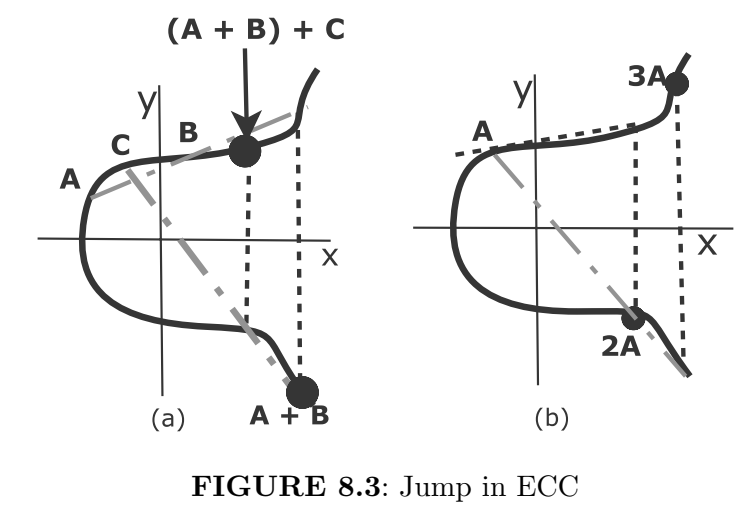 (A + B) + C
y
C
B
A
x
A + B
(a)
y
3A
A
x
2A
(b)
FIGURE 8.3: Jump in ECC